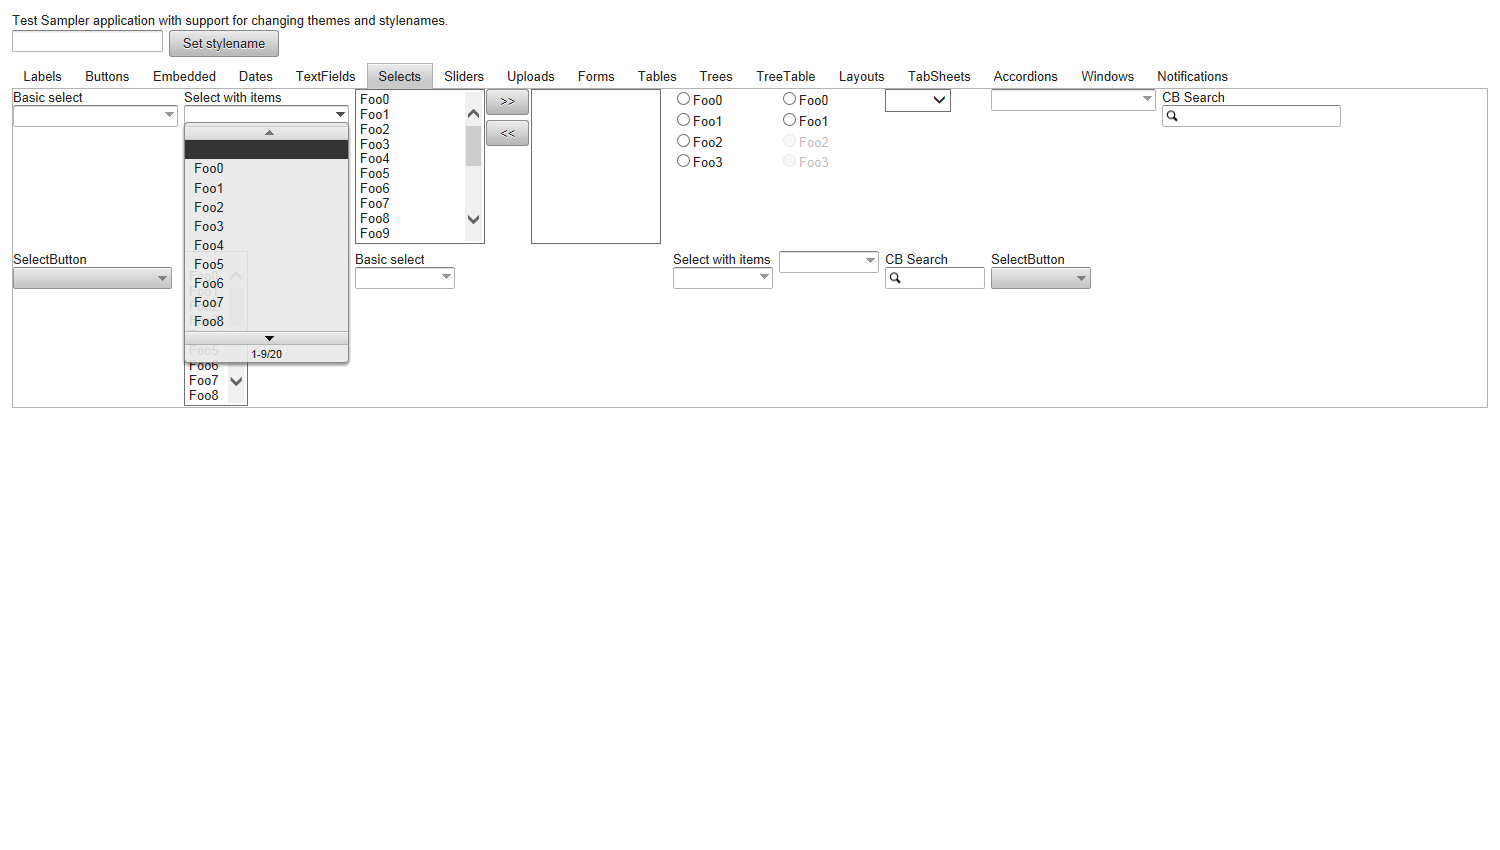 Test Sampler application with support for changing themes and stylenames.
Set stylename
Labels Buttons Embedded Dates TextFields Selects Sliders Uploads Forms Tables Trees TreeTable Layouts TabSheets Accordions Windows Notifications
Basic select
Select with items
Foo0
Foo1
Foo2
Foo3
Foo4
Foo5
Foo6
Foo7
Foo8
1-9/20
Foo0
Foo1
Foo2
Foo3
Foo4
Foo5
Foo6
Foo7
Foo8
Foo9
>>
<<
Foo0
Foo1
Foo2
Foo3
Foo0
Foo1
Foo2
Foo3
CB Search
SelectButton
Foo5
Foo6
Foo7
Foo8
Basic select
Select with items
CB Search
SelectButton